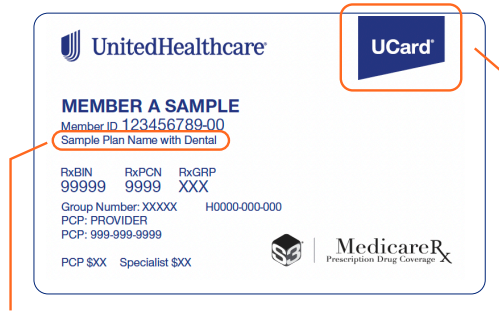 UnitedHealthcare®
UCard®
MEMBER A SAMPLE
Member ID 123456789-00
Sample Plan Name with Dental
RxBIN RxPCN RxGRP
99999 9999 XXX
Group Number: XXXXX H0000-000-000
PCP: PROVIDER
PCP: 999-999-9999
PCP $XX Specialist $XX
S3
MedicareRx
Prescription Drug Coverage